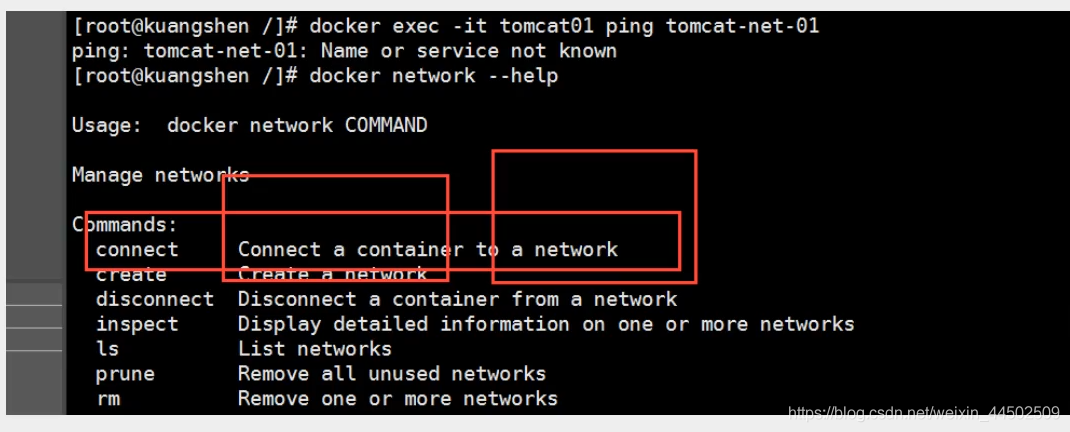 [root@kuangshen /]# docker exec -it tomcat01 ping tomcat-net-01
ping: tomcat-net-01: Name or service not known
[root@kuangshen /]# docker network --help
Usage:  docker network COMMAND
Manage networks
Commands:
  connect     Connect a container to a network
  create      Create a network
  disconnect  Disconnect a container from a network
  inspect     Display detailed information on one or more networks
  ls          List networks
  prune       Remove all unused networks
  rm          Remove one or more networks
https://blog.csdn.net/weixin_44502509